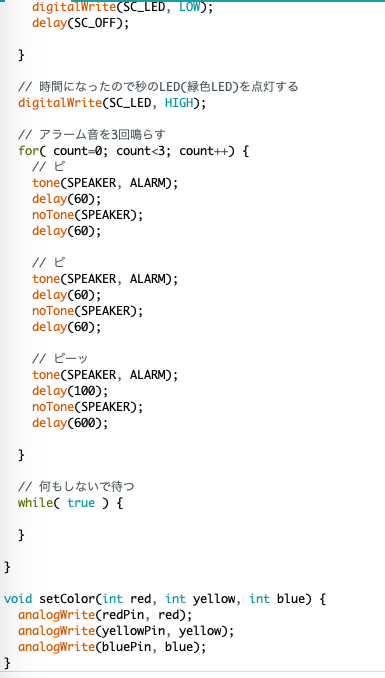 digitalWrite(SC_LED, LOW);
delay(SC_OFF);
}
// 時間になったので秒のLED(緑色LED)を点灯する
digitalWrite(SC_LED, HIGH);
// アラーム音を3回鳴らす
for( count=0; count<3; count++) {
// ピ
tone(SPEAKER, ALARM);
delay(60);
noTone(SPEAKER);
delay(60);
// ピ
tone(SPEAKER, ALARM);
delay(60);
noTone(SPEAKER);
delay(60);
// ピーッ
tone(SPEAKER, ALARM);
delay(100);
noTone(SPEAKER);
delay(600);
}
// 何もしないで待つ
while( true ) {
}
}
void setColor(int red, int yellow, int blue) {
analogWrite(redPin, red);
analogWrite(yellowPin, yellow);
analogWrite(bluePin, blue);
}